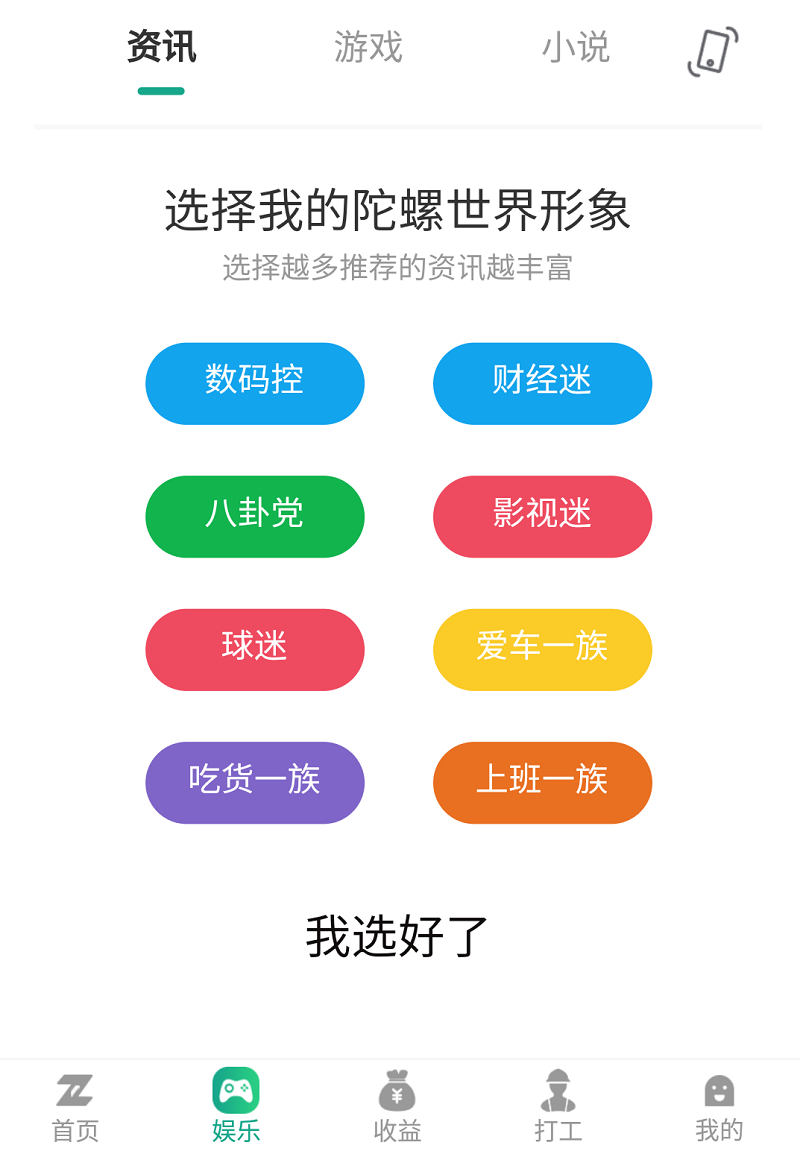 资讯 游戏 小说
选择我的陀螺世界形象
选择越多推荐的资讯越丰富
数码控 财经迷
八卦党 影视迷
球迷 爱车一族
吃货一族 上班一族
我选好了
首页 娱乐 收益 打工 我的